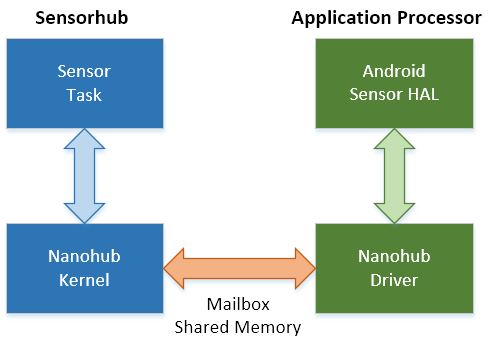 Sensorhub
Application Processor
Sensor
Task
Android
Sensor HAL
Nanohub
Kernel
Nanohub
Driver
Mailbox
Shared Memory